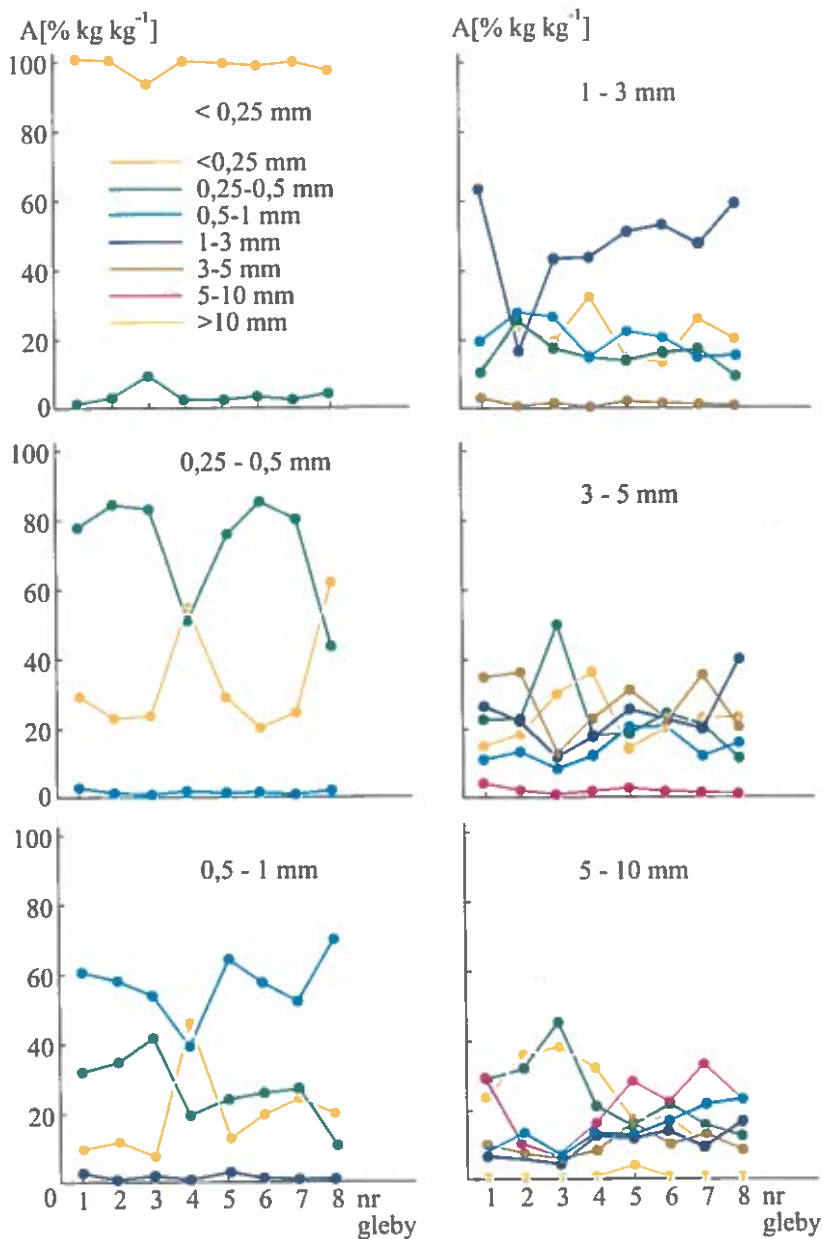 A[% kg kg⁻¹]
100
80
60
40
20
0
< 0,25 mm
<0,25 mm
0,25-0,5 mm
0,5-1 mm
1-3 mm
3-5 mm
5-10 mm
>10 mm
A[% kg kg⁻¹]
1 - 3 mm
100
80
60
40
20
0
0,25 - 0,5 mm
3 - 5 mm
100
80
60
40
20
0 1 2 3 4 5 6 7 8 nr
gleby
0,5 - 1 mm
5 - 10 mm
1 2 3 4 5 6 7 8 nr
gleby